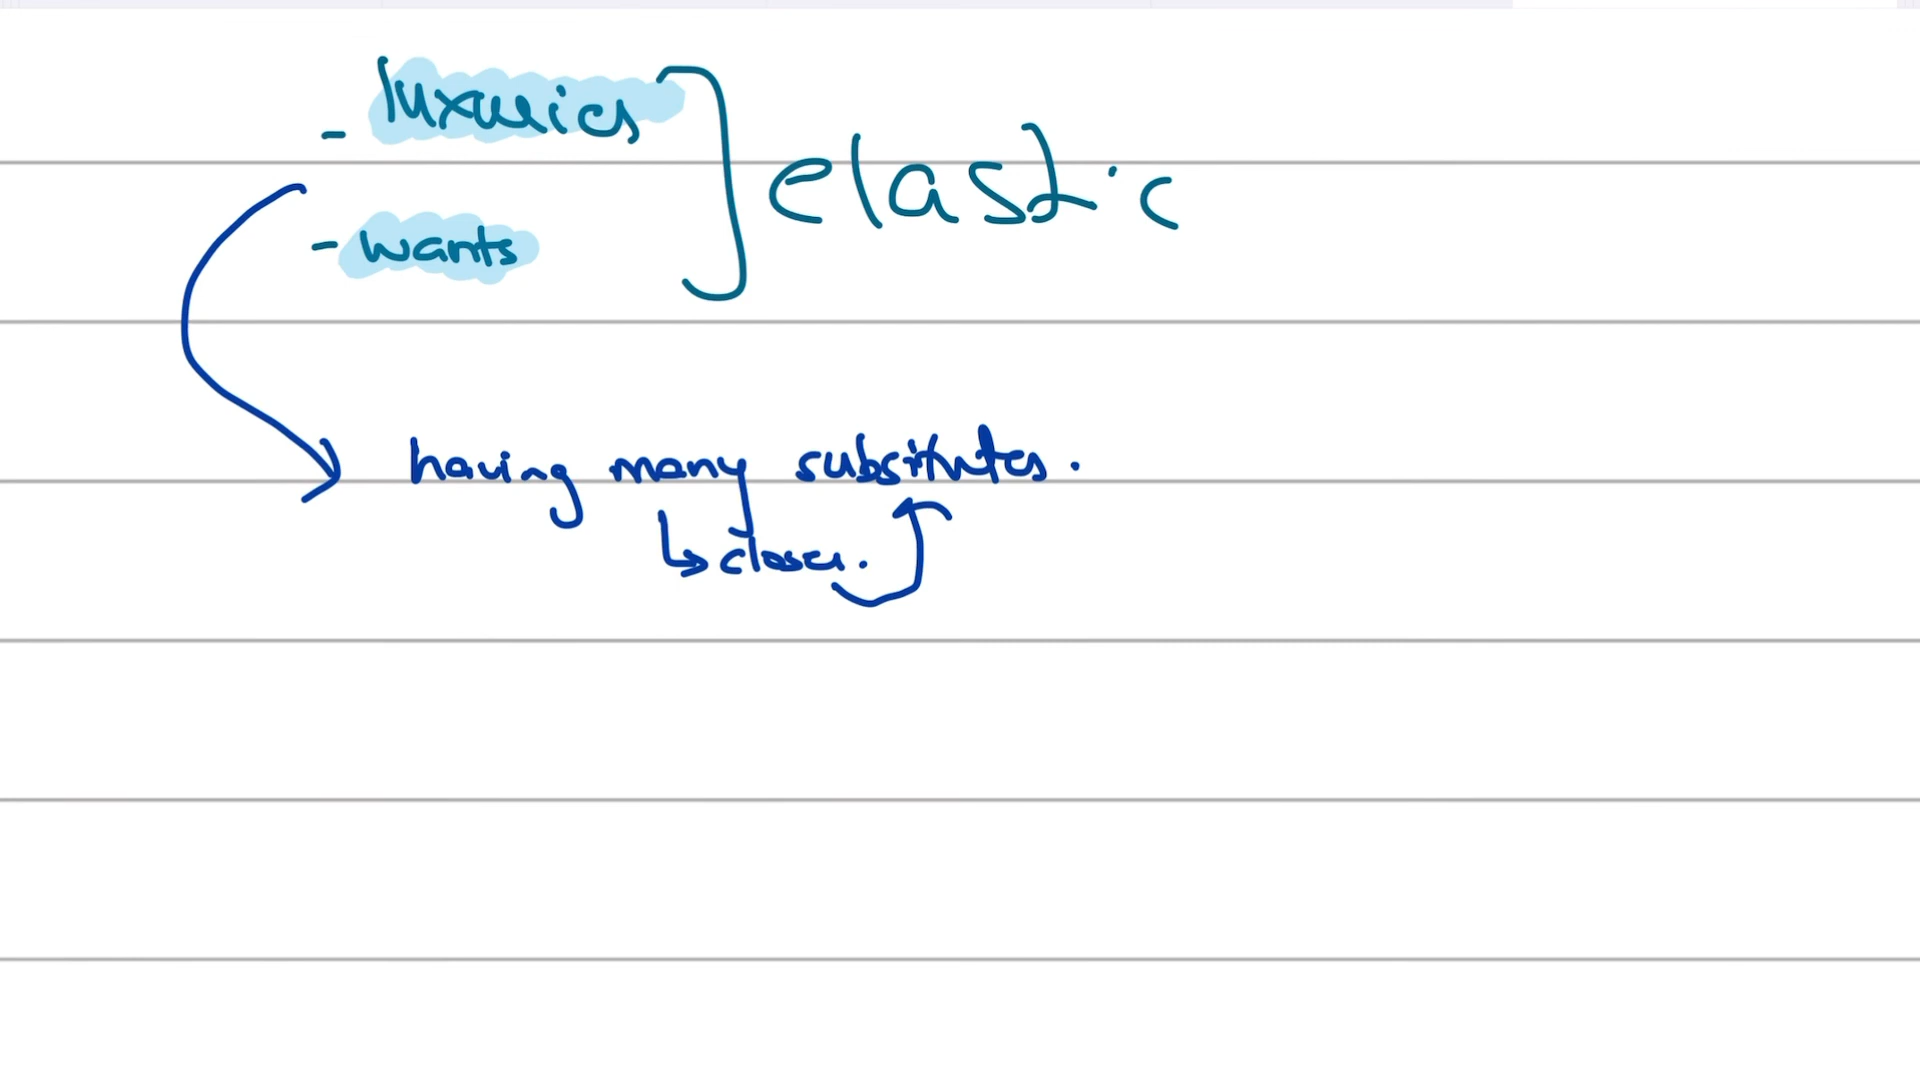 - luxuries
elastic
- wants
having many substitutes.
↳ closer.